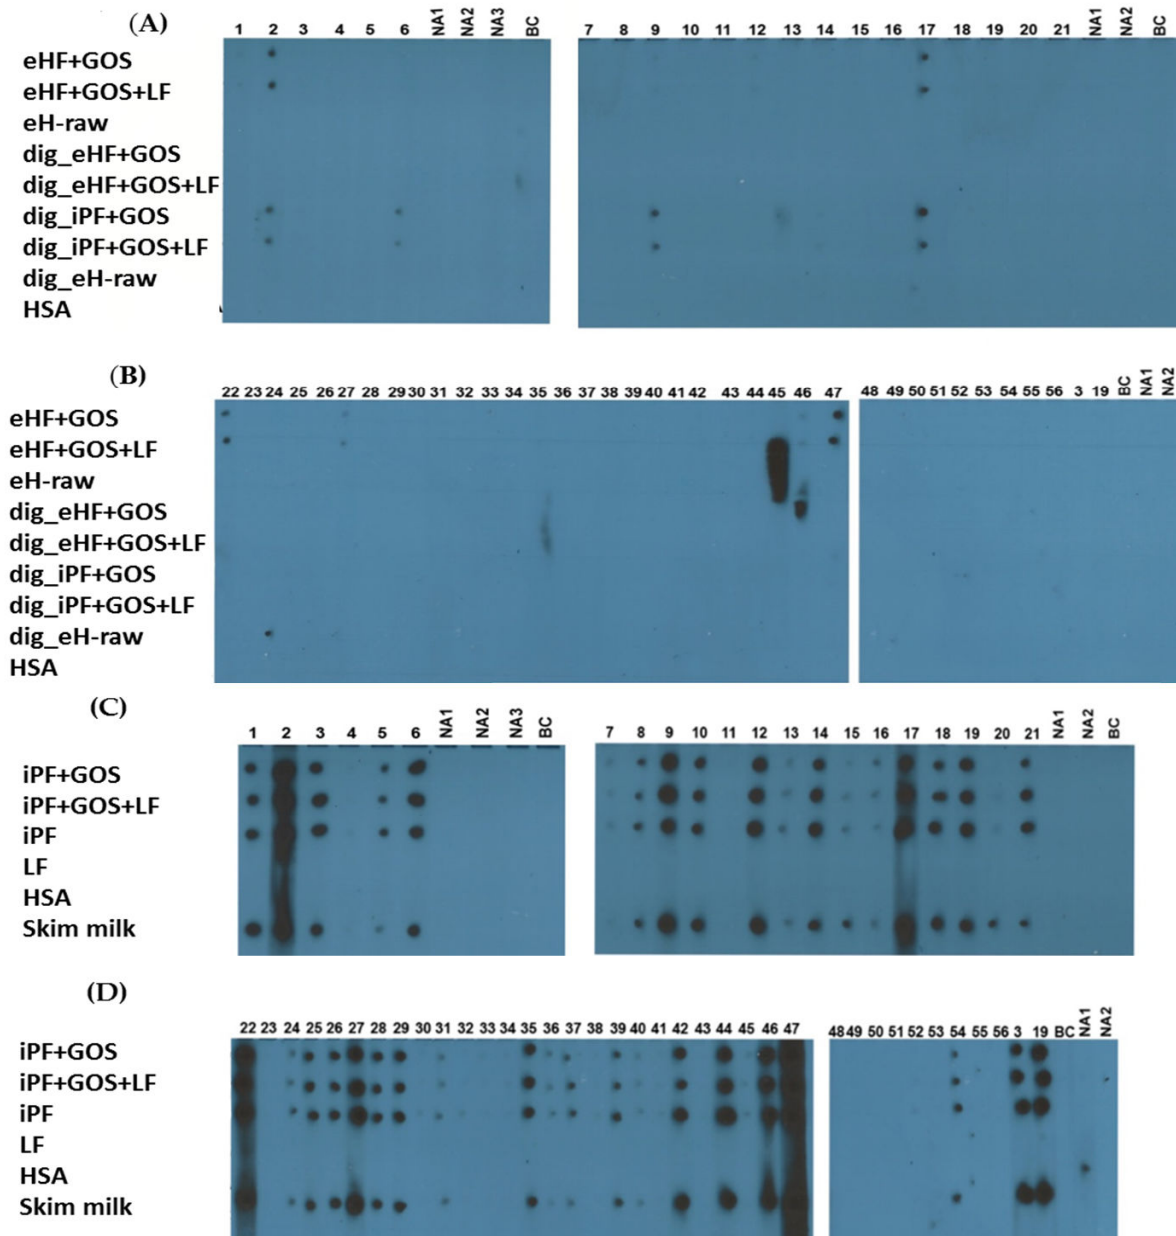 (A)
1 2 3 4 5 6 NA1 NA2 NA3 BC 7 8 9 10 11 12 13 14 15 16 17 18 19 20 21 NA1 NA2 BC
eHF+GOS
eHF+GOS+LF
eH-raw
dig_eHF+GOS
dig_eHF+GOS+LF
dig_iPF+GOS
dig_iPF+GOS+LF
dig_eH-raw
HSA
(B)
22 23 24 25 26 27 28 29 30 31 32 33 34 35 36 37 38 39 40 41 42 43 44 45 46 47 48 49 50 51 52 53 54 55 56 3 19 BC NA1 NA2
eHF+GOS
eHF+GOS+LF
eH-raw
dig_eHF+GOS
dig_eHF+GOS+LF
dig_iPF+GOS
dig_iPF+GOS+LF
dig_eH-raw
HSA
(C)
1 2 3 4 5 6 NA1 NA2 NA3 BC 7 8 9 10 11 12 13 14 15 16 17 18 19 20 21 NA1 NA2 BC
iPF+GOS
iPF+GOS+LF
iPF
LF
HSA
Skim milk
(D)
22 23 24 25 26 27 28 29 30 31 32 33 34 35 36 37 38 39 40 41 42 43 44 45 46 47 48 49 50 51 52 53 54 55 56 3 19 BC NA1 NA2
iPF+GOS
iPF+GOS+LF
iPF
LF
HSA
Skim milk